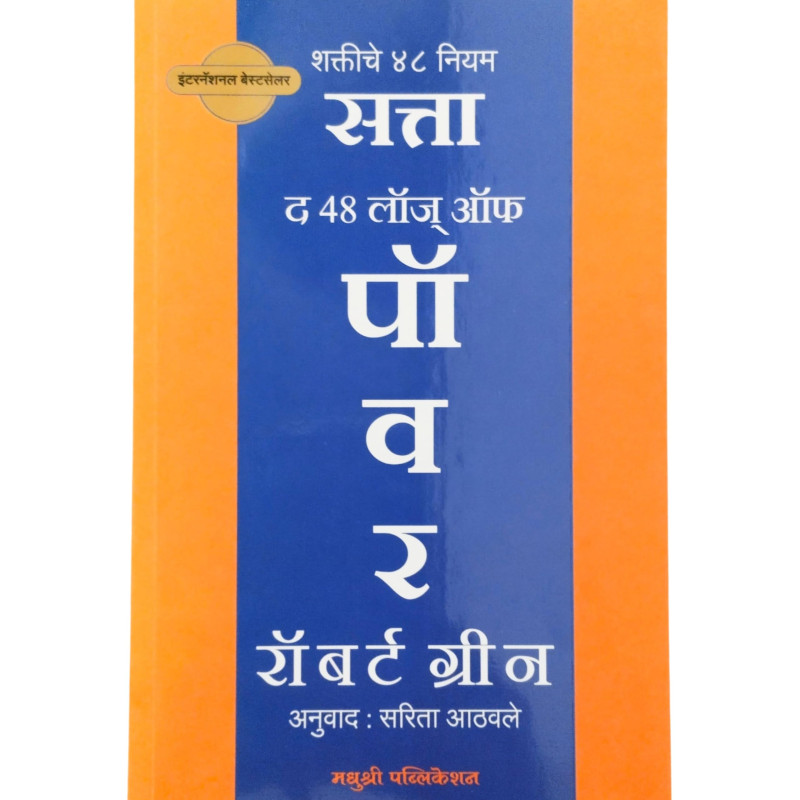 इंटरनॅशनल बेस्टसेलर
शक्तीचे ४८ नियम
सत्ता
द 48 लॉज् ऑफ
पॉ
व
र
रॉबर्ट ग्रीन
अनुवाद : सरिता आठवले
मधुश्री पब्लिकेशन